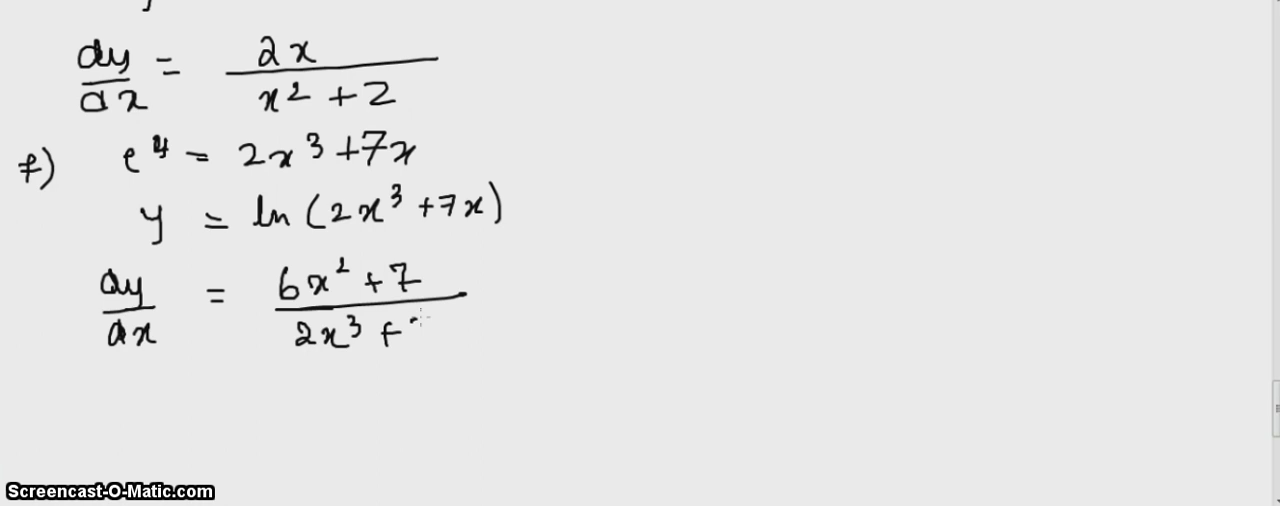 dy/dx = 2x / x² + 2
f) e^y = 2x³ + 7x
y = ln (2x³ + 7x)
dy/dx = 6x² + 7 / 2x³ +
Screencast-O-Matic.com